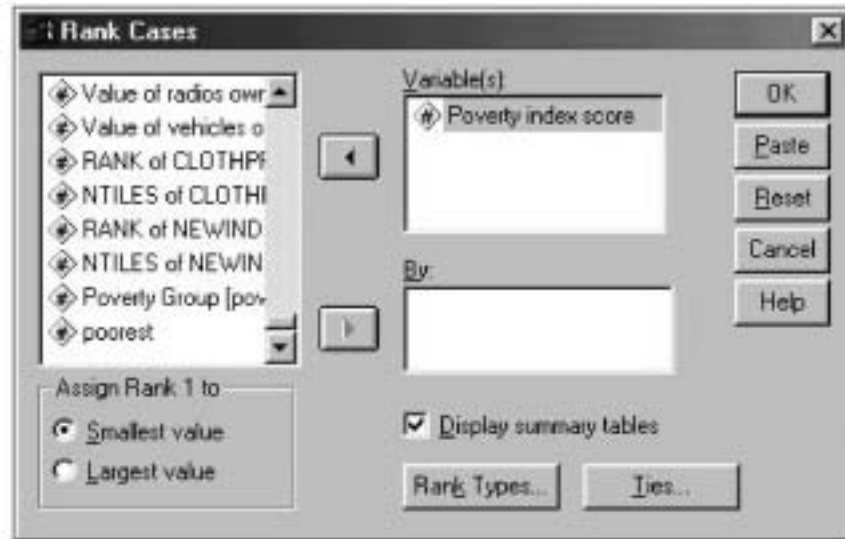 Rank Cases
Value of radios owr
Value of vehicles o
RANK of CLOTHPF
NTILES of CLOTHI
RANK of NEWIND
NTILES of NEWIN
Poverty Group [pov
poorest
Assign Rank 1 to
Smallest value
Largest value
Variable(s):
Poverty index score
By:
Display summary tables
Rank Types...
Ties...
OK
Paste
Reset
Cancel
Help